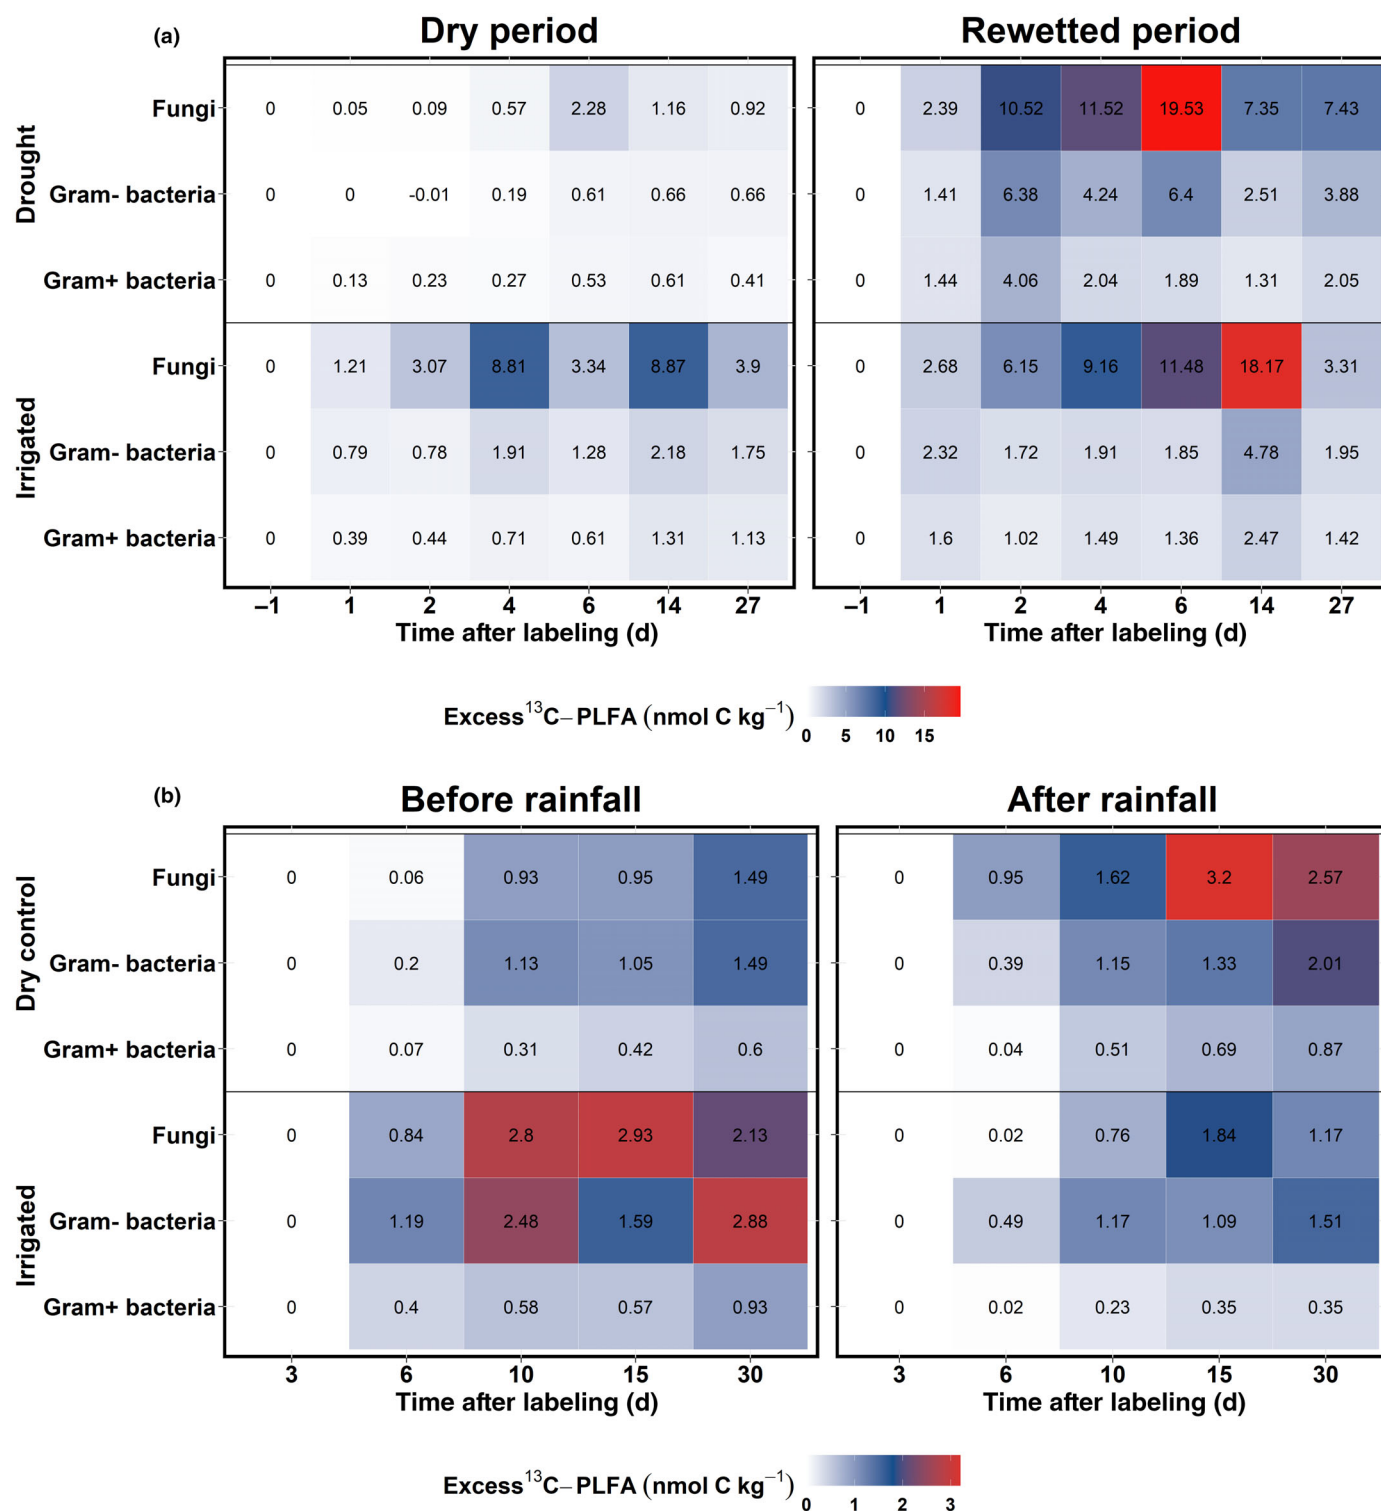 (a) Dry period Rewetted period
Drought
Fungi 0 0.05 0.09 0.57 2.28 1.16 0.92 0 2.39 10.52 11.52 19.53 7.35 7.43
Gram- bacteria 0 0 -0.01 0.19 0.61 0.66 0.66 0 1.41 6.38 4.24 6.4 2.51 3.88
Gram+ bacteria 0 0.13 0.23 0.27 0.53 0.61 0.41 0 1.44 4.06 2.04 1.89 1.31 2.05
Irrigated
Fungi 0 1.21 3.07 8.81 3.34 8.87 3.9 0 2.68 6.15 9.16 11.48 18.17 3.31
Gram- bacteria 0 0.79 0.78 1.91 1.28 2.18 1.75 0 2.32 1.72 1.91 1.85 4.78 1.95
Gram+ bacteria 0 0.39 0.44 0.71 0.61 1.31 1.13 0 1.6 1.02 1.49 1.36 2.47 1.42
–1 1 2 4 6 14 27 –1 1 2 4 6 14 27
Time after labeling (d) Time after labeling (d)
Excess ¹³C–PLFA (nmol C kg⁻¹)
0 5 10 15
(b) Before rainfall After rainfall
Dry control
Fungi 0 0.06 0.93 0.95 1.49 0 0.95 1.62 3.2 2.57
Gram- bacteria 0 0.2 1.13 1.05 1.49 0 0.39 1.15 1.33 2.01
Gram+ bacteria 0 0.07 0.31 0.42 0.6 0 0.04 0.51 0.69 0.87
Irrigated
Fungi 0 0.84 2.8 2.93 2.13 0 0.02 0.76 1.84 1.17
Gram- bacteria 0 1.19 2.48 1.59 2.88 0 0.49 1.17 1.09 1.51
Gram+ bacteria 0 0.4 0.58 0.57 0.93 0 0.02 0.23 0.35 0.35
3 6 10 15 30 3 6 10 15 30
Time after labeling (d) Time after labeling (d)
Excess ¹³C–PLFA (nmol C kg⁻¹)
0 1 2 3